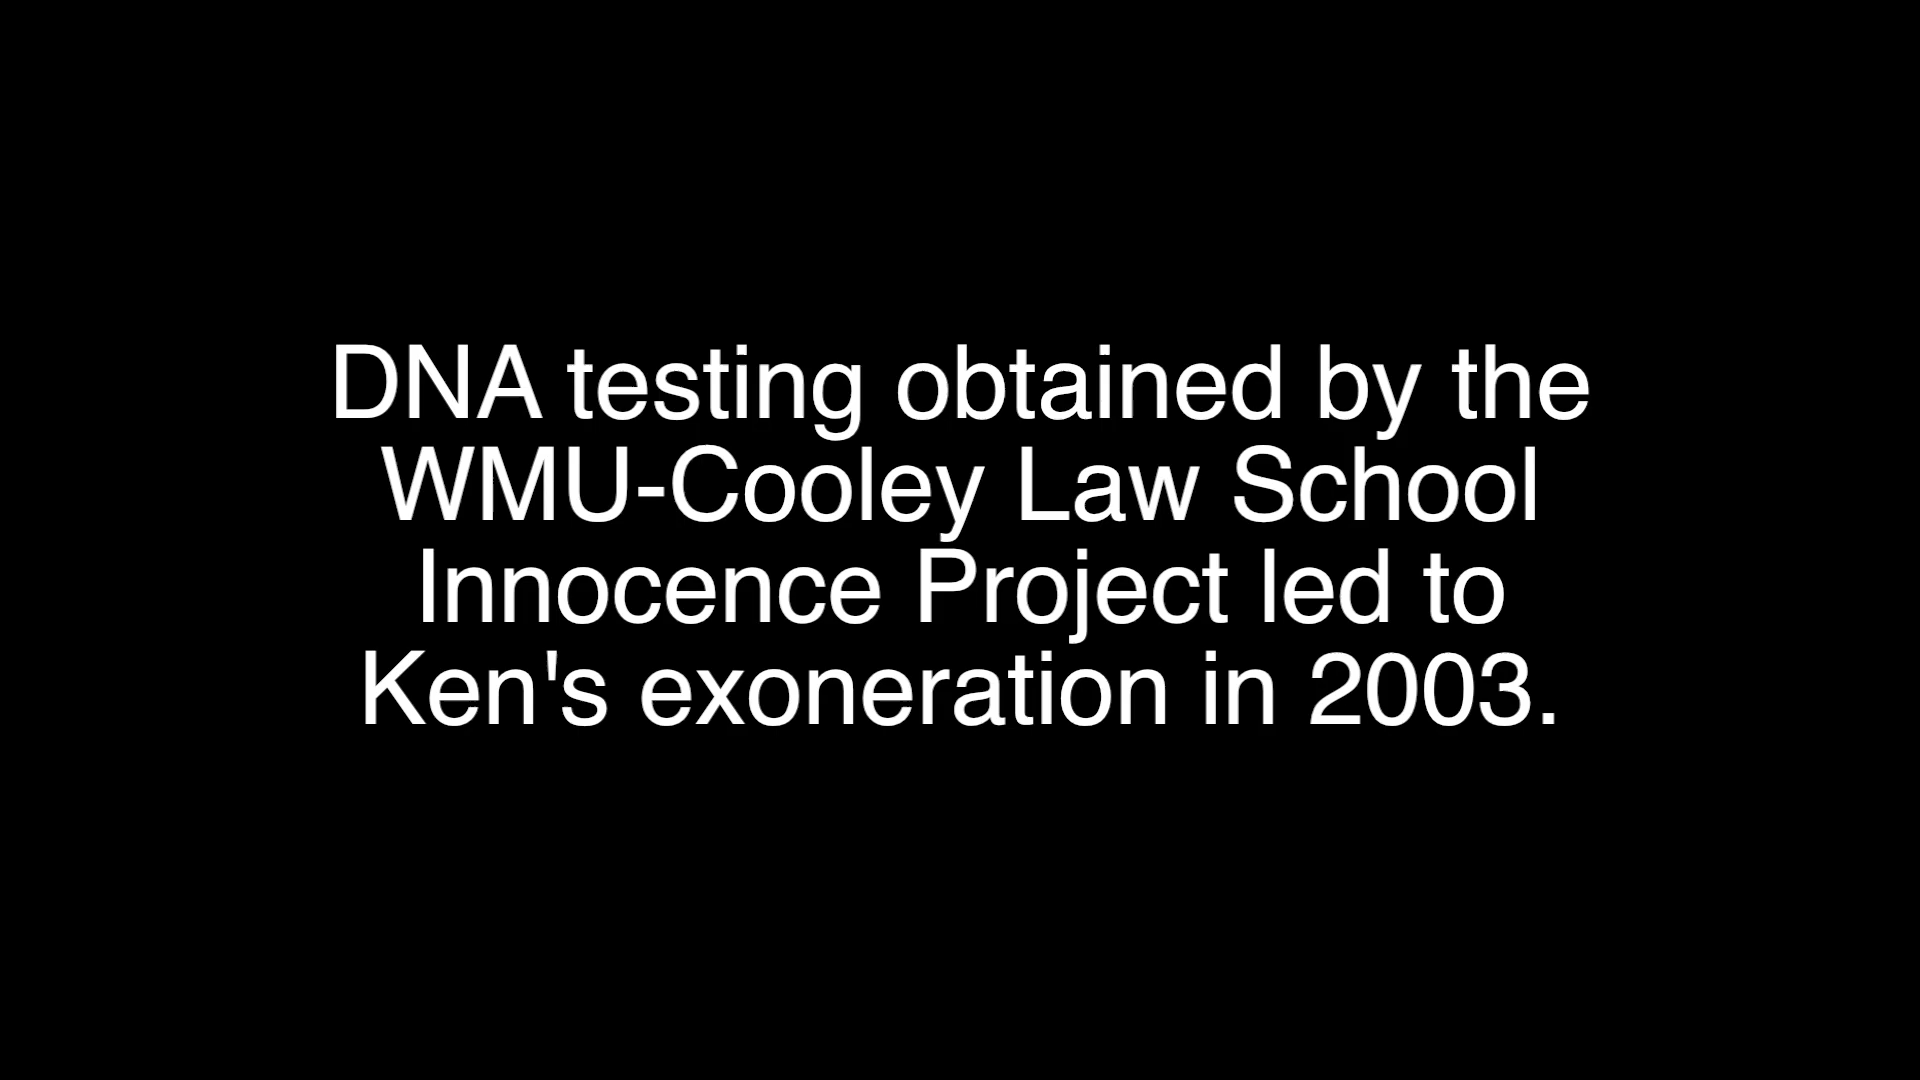 DNA testing obtained by the
WMU-Cooley Law School
Innocence Project led to
Ken's exoneration in 2003.